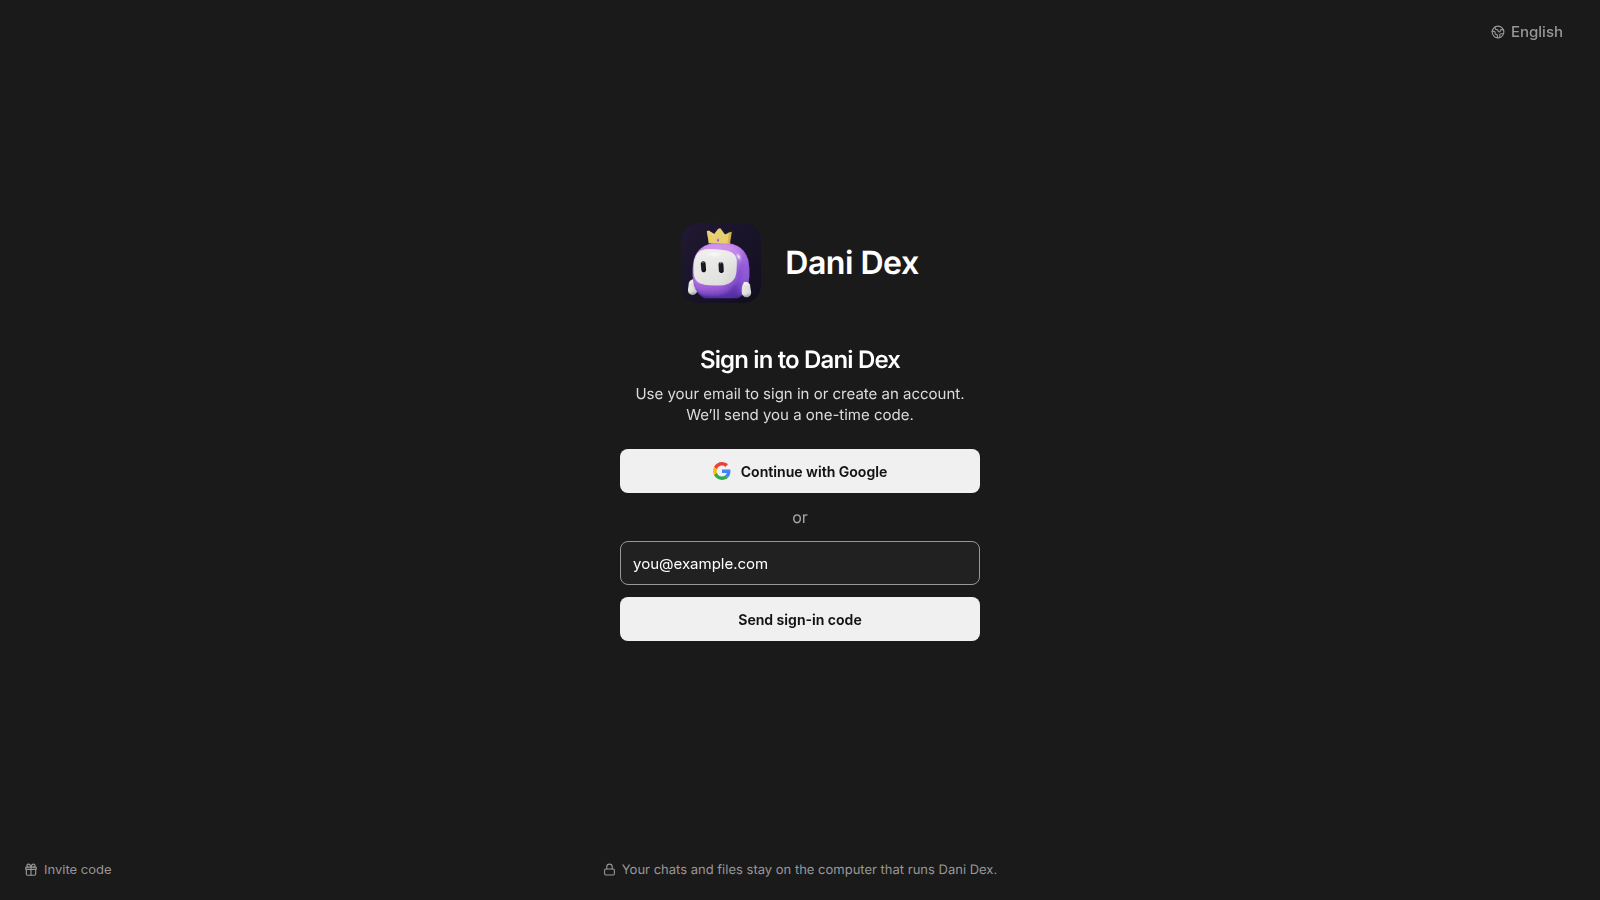 English
Dani Dex
Sign in to Dani Dex
Use your email to sign in or create an account.
We’ll send you a one-time code.
Continue with Google
or
you@example.com
Send sign-in code
Invite code
Your chats and files stay on the computer that runs Dani Dex.